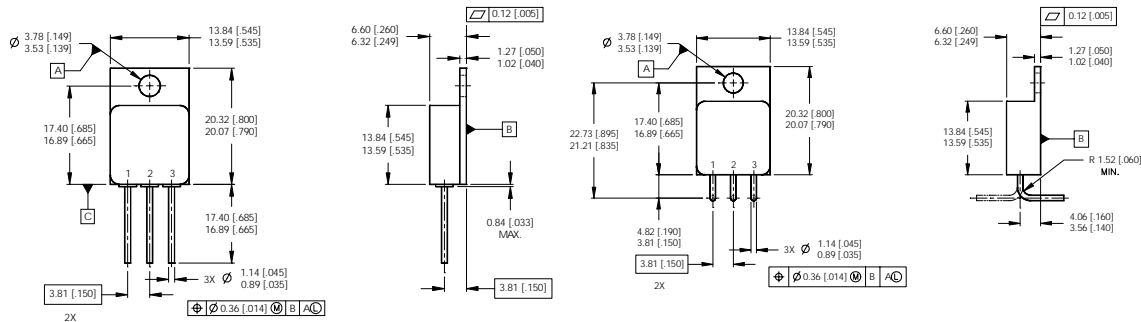 Ø 3.78 [.149]
3.53 [.139]
A
13.84 [.545]
13.59 [.535]
17.40 [.685]
16.89 [.665]
20.32 [.800]
20.07 [.790]
1 2 3
C
17.40 [.685]
16.89 [.665]
3X Ø 1.14 [.045]
0.89 [.035]
3.81 [.150]
2X
⌖ Ø 0.36 [.014] Ⓜ B A Ⓛ
⏥ 0.12 [.005]
6.60 [.260]
6.32 [.249]
1.27 [.050]
1.02 [.040]
13.84 [.545]
13.59 [.535]
B
0.84 [.033]
MAX.
3.81 [.150]
Ø 3.78 [.149]
3.53 [.139]
A
13.84 [.545]
13.59 [.535]
22.73 [.895]
21.21 [.835]
17.40 [.685]
16.89 [.665]
20.32 [.800]
20.07 [.790]
1 2 3
4.82 [.190]
3.81 [.150]
3X Ø 1.14 [.045]
0.89 [.035]
3.81 [.150]
2X
⌖ Ø 0.36 [.014] Ⓜ B A Ⓛ
⏥ 0.12 [.005]
6.60 [.260]
6.32 [.249]
1.27 [.050]
1.02 [.040]
13.84 [.545]
13.59 [.535]
B
R 1.52 [.060]
MIN.
4.06 [.160]
3.56 [.140]